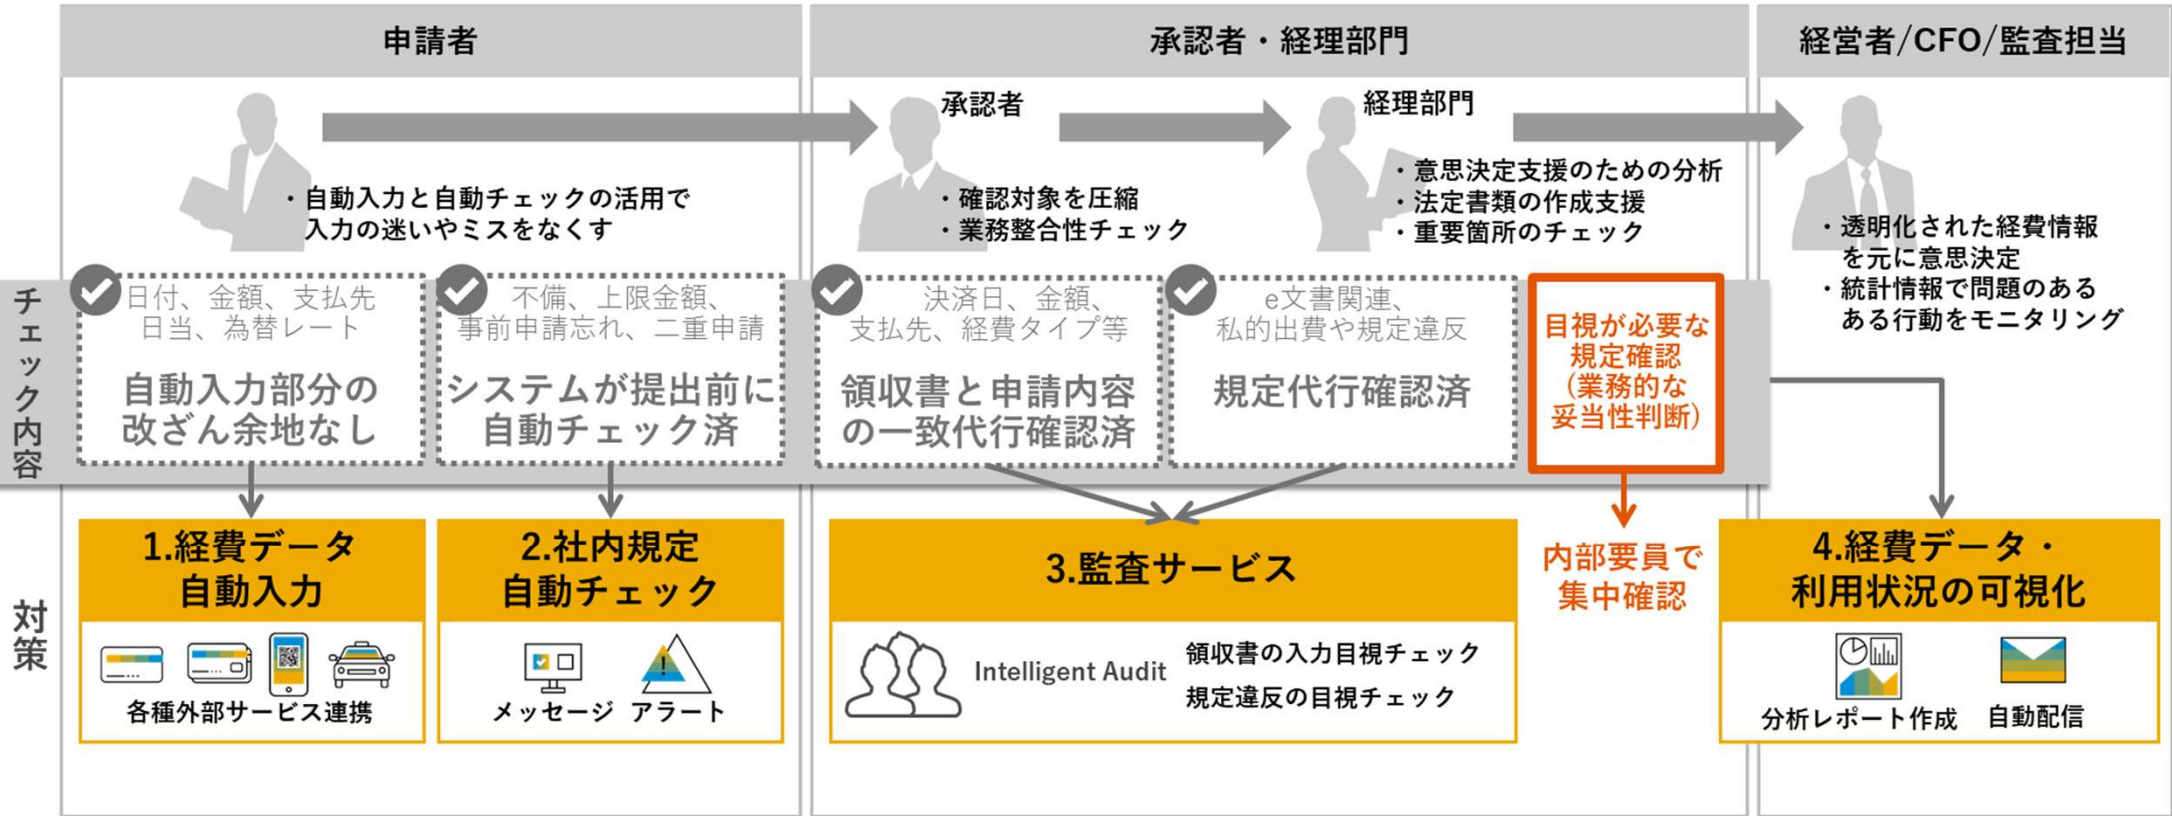 申請者
承認者・経理部門
経営者/CFO/監査担当
承認者
経理部門
・自動入力と自動チェックの活用で
入力の迷いやミスをなくす
・確認対象を圧縮
・業務整合性チェック
・意思決定支援のための分析
・法定書類の作成支援
・重要箇所のチェック
・透明化された経費情報
を元に意思決定
・統計情報で問題のある
ある行動をモニタリング
チェック内容
日付、金額、支払先
日当、為替レート
自動入力部分の
改ざん余地なし
不備、上限金額、
事前申請忘れ、二重申請
システムが提出前に
自動チェック済
決済日、金額、
支払先、経費タイプ等
領収書と申請内容
の一致代行確認済
e文書関連、
私的出費や規定違反
規定代行確認済
目視が必要な
規定確認
(業務的な
妥当性判断)
対策
1.経費データ
自動入力
各種外部サービス連携
2.社内規定
自動チェック
メッセージ アラート
3.監査サービス
Intelligent Audit
領収書の入力目視チェック
規定違反の目視チェック
内部要員で
集中確認
4.経費データ・
利用状況の可視化
分析レポート作成 自動配信